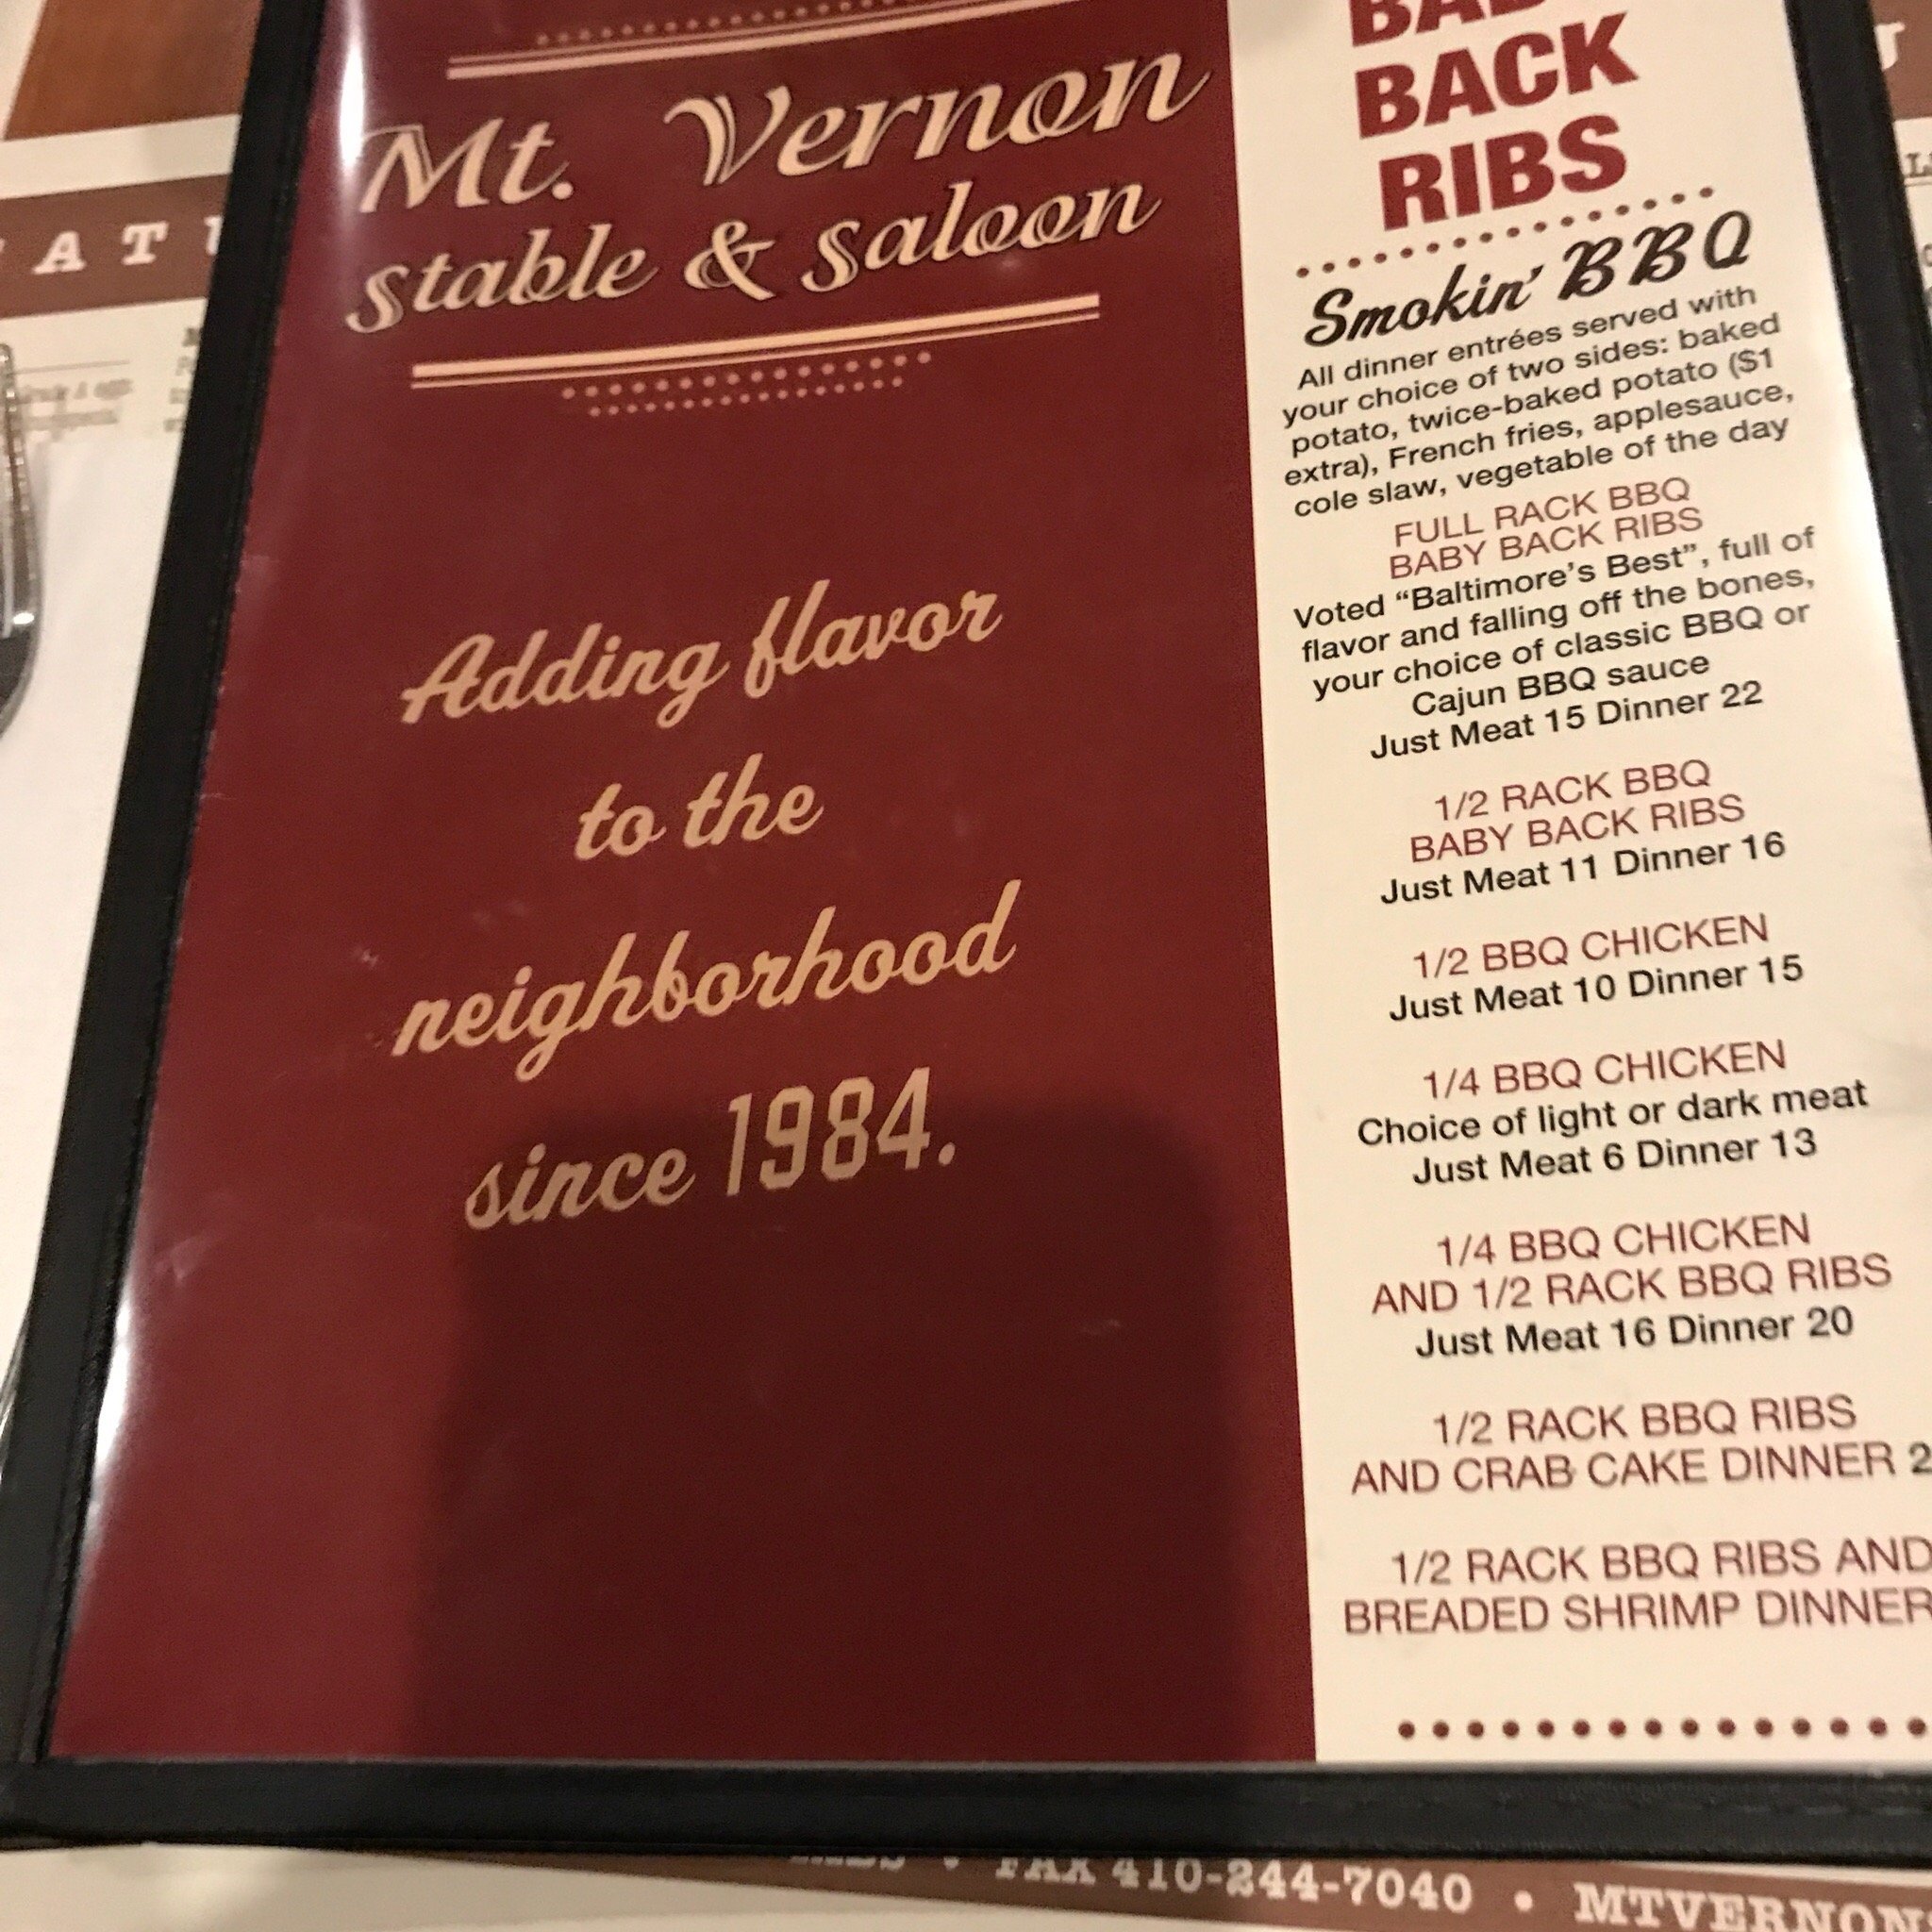 Mt. Vernon
Stable & Saloon
Adding flavor
to the
neighborhood
since 1984.
BACK
RIBS
Smokin' BBQ
All dinner entrées served with
your choice of two sides: baked
potato, twice-baked potato ($1
extra), French fries, applesauce,
cole slaw, vegetable of the day
FULL RACK BBQ
BABY BACK RIBS
Voted “Baltimore’s Best”, full of
flavor and falling off the bones,
your choice of classic BBQ or
Cajun BBQ sauce
Just Meat 15 Dinner 22
1/2 RACK BBQ
BABY BACK RIBS
Just Meat 11 Dinner 16
1/2 BBQ CHICKEN
Just Meat 10 Dinner 15
1/4 BBQ CHICKEN
Choice of light or dark meat
Just Meat 6 Dinner 13
1/4 BBQ CHICKEN
AND 1/2 RACK BBQ RIBS
Just Meat 16 Dinner 20
1/2 RACK BBQ RIBS
AND CRAB CAKE DINNER
1/2 RACK BBQ RIBS AND
BREADED SHRIMP DINNER
FAX 410-244-7040 • MTVERNON